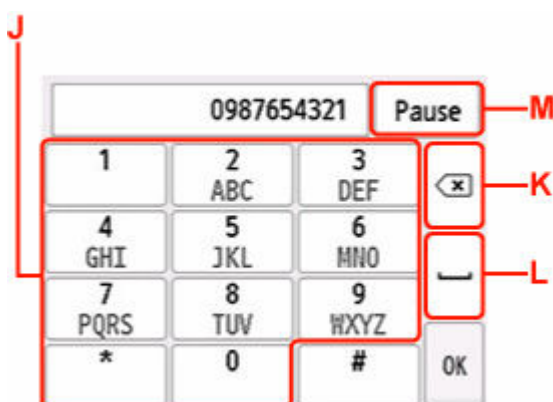 J
0987654321 Pause M
1 2 3
ABC DEF K
4 5 6
GHI JKL MNO
L
7 8 9
PQRS TUV WXYZ
* 0 # OK